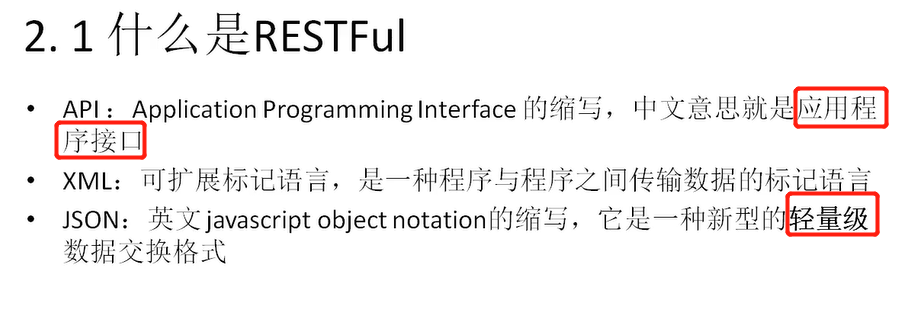 2. 1 什么是RESTFul
• API： Application Programming Interface 的缩写，中文意思就是应用程
序接口
• XML：可扩展标记语言，是一种程序与程序之间传输数据的标记语言
• JSON：英文 javascript object notation的缩写，它是一种新型的轻量级
数据交换格式